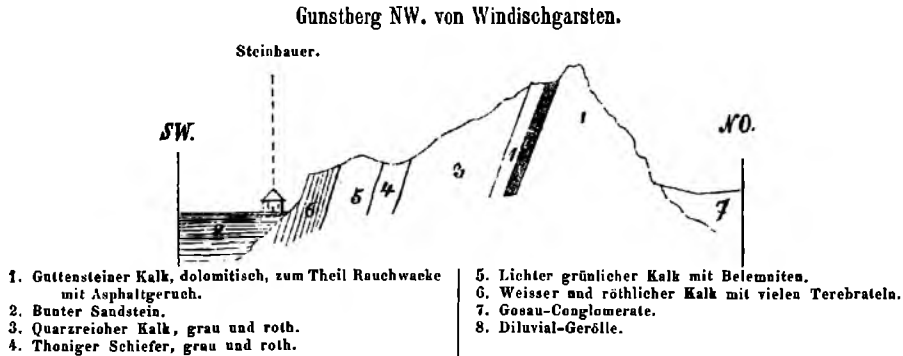 Gunstberg NW. von Windischgarsten.
Steinbauer.
SW.
NO.
1
1
3
4
5
6
7
8
1. Guttensteiner Kalk, dolomitisch, zum Theil Rauchwacke
mit Asphaltgeruch.
2. Bunter Sandstein.
3. Quarzreicher Kalk, grau und roth.
4. Thoniger Schiefer, grau und roth.
5. Lichter grünlicher Kalk mit Belemniten.
6. Weisser und röthlicher Kalk mit vielen Terebrateln.
7. Gosau-Conglomerate.
8. Diluvial-Gerölle.